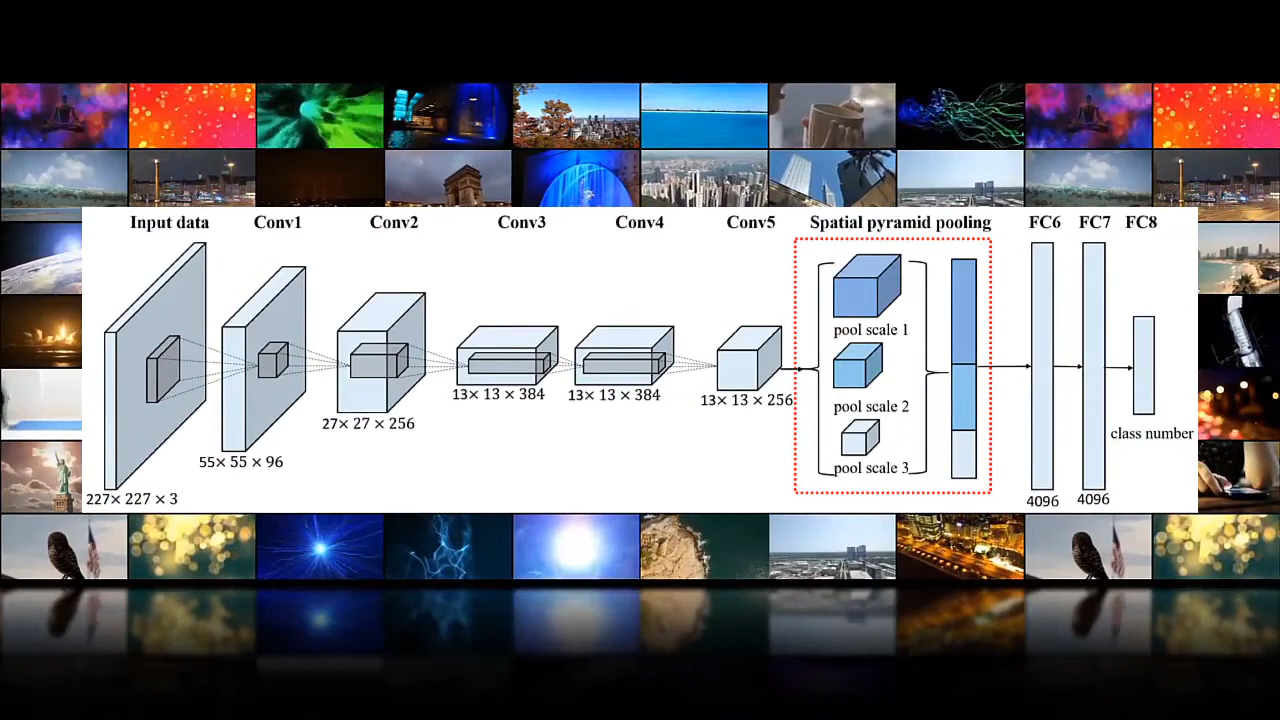 Input data
Conv1
Conv2
Conv3
Conv4
Conv5
Spatial pyramid pooling
FC6
FC7
FC8
227× 227 × 3
55× 55 × 96
27× 27 × 256
13× 13 × 384
13× 13 × 384
13× 13 × 256
pool scale 1
pool scale 2
pool scale 3
4096
4096
class number